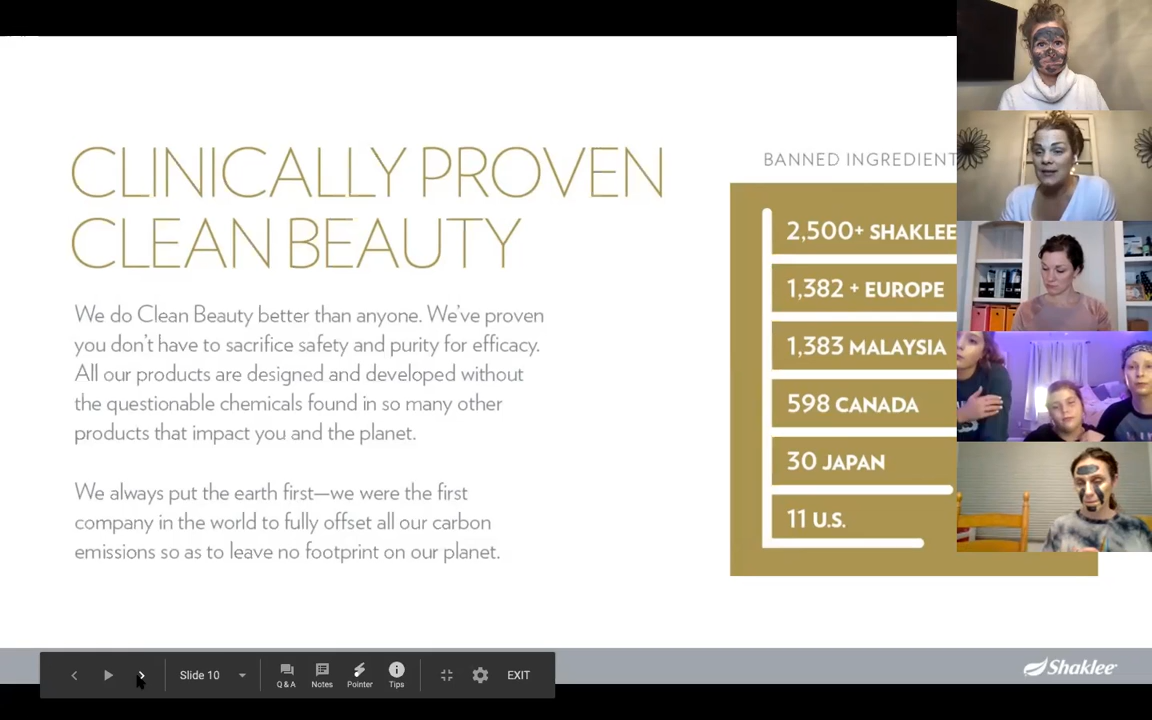 CLINICALLY PROVEN
CLEAN BEAUTY
We do Clean Beauty better than anyone. We've proven
you don't have to sacrifice safety and purity for efficacy.
All our products are designed and developed without
the questionable chemicals found in so many other
products that impact you and the planet.
We always put the earth first—we were the first
company in the world to fully offset all our carbon
emissions so as to leave no footprint on our planet.
BANNED INGREDIENT
2,500+ SHAKLEE
1,382 + EUROPE
1,383 MALAYSIA
598 CANADA
30 JAPAN
11 U.S.
Slide 10
Q & A
Notes
Pointer
Tips
EXIT
Shaklee